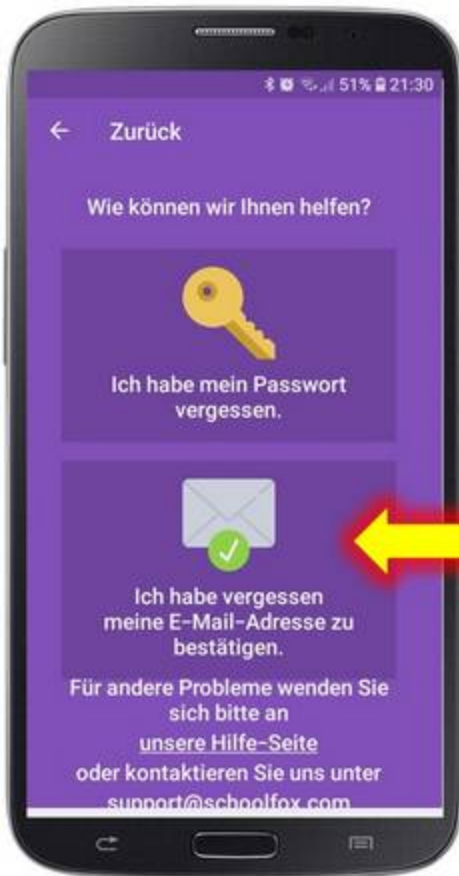 51% 21:30
Zurück
Wie können wir Ihnen helfen?
Ich habe mein Passwort
vergessen.
Ich habe vergessen
meine E-Mail-Adresse zu
bestätigen.
Für andere Probleme wenden Sie
sich bitte an
unsere Hilfe-Seite
oder kontaktieren Sie uns unter
support@schoolfox.com